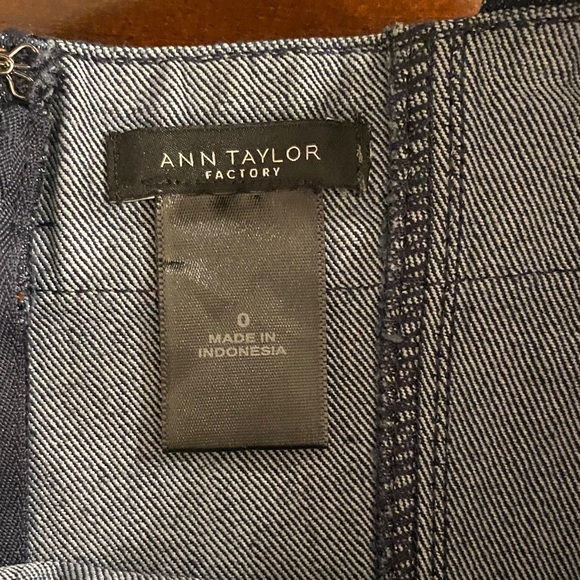 ANN TAYLOR
FACTORY
0
MADE IN
INDONESIA